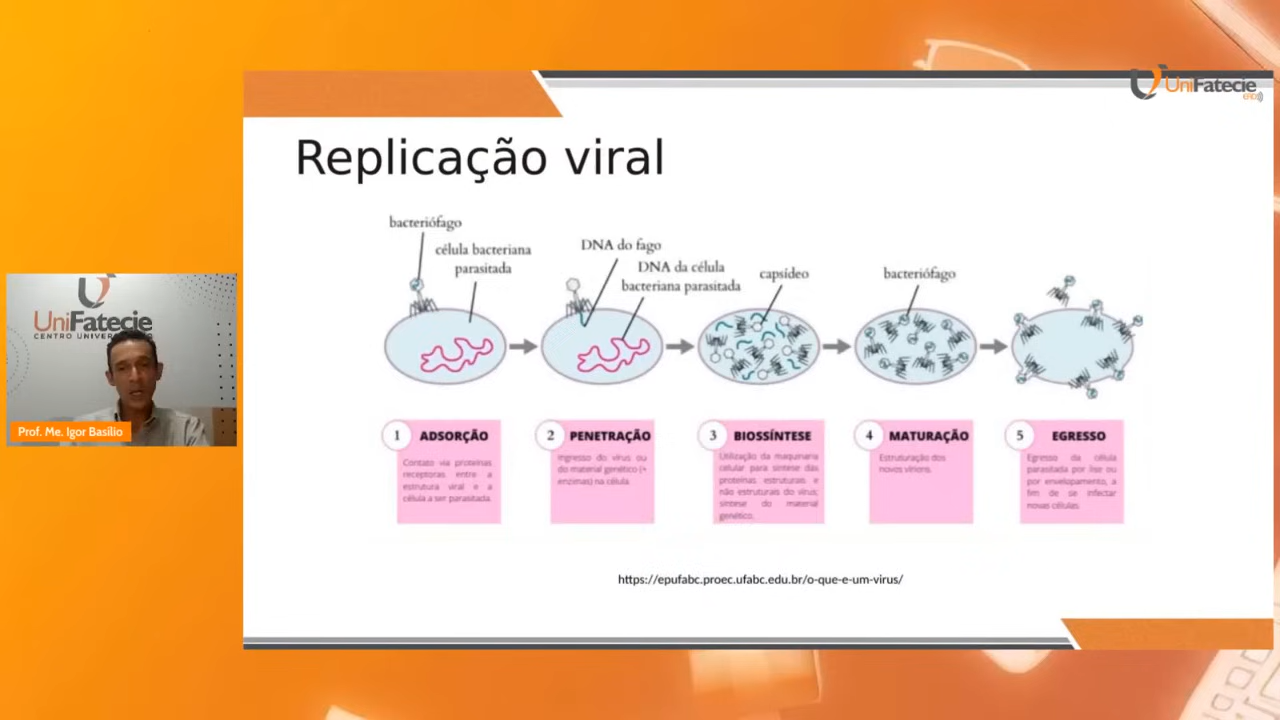 UniFatecie
EAD
Replicação viral
bacteriófago
célula bacteriana
parasitada
DNA do fago
DNA da célula
bacteriana parasitada
capsídeo
bacteriófago
1 ADSORÇÃO
Contato via proteínas
receptoras entre a
estrutura viral e a
célula a ser parasitada.
2 PENETRAÇÃO
Ingresso do vírus ou
do material genético (+
enzimas) na célula.
3 BIOSSÍNTESE
Utilização da maquinaria
celular para síntese das
proteínas estruturais e
não estruturais do vírus;
síntese do material
genético.
4 MATURAÇÃO
Estruturação dos
novos vírions.
5 EGRESSO
Egresso da célula
parasitada por lise ou
por envelopamento, a
fim de se infectar
novas células.
https://epufabc.proec.ufabc.edu.br/o-que-e-um-virus/
UniFatecie
Prof. Me. Igor Basilio